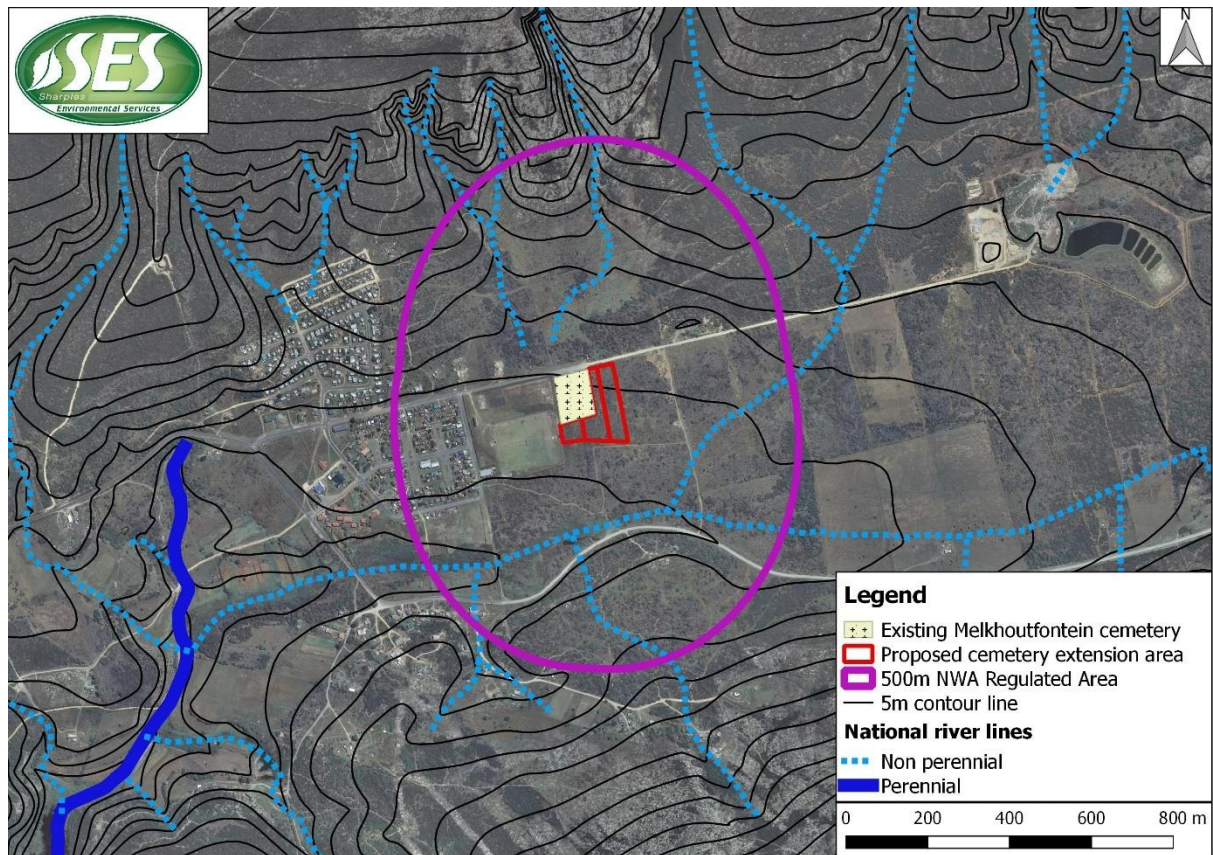 SES
Sharples
Environmental Services
N
Legend
Existing Melkhoutfontein cemetery
Proposed cemetery extension area
500m NWA Regulated Area
5m contour line
National river lines
Non perennial
Perennial
0 200 400 600 800 m